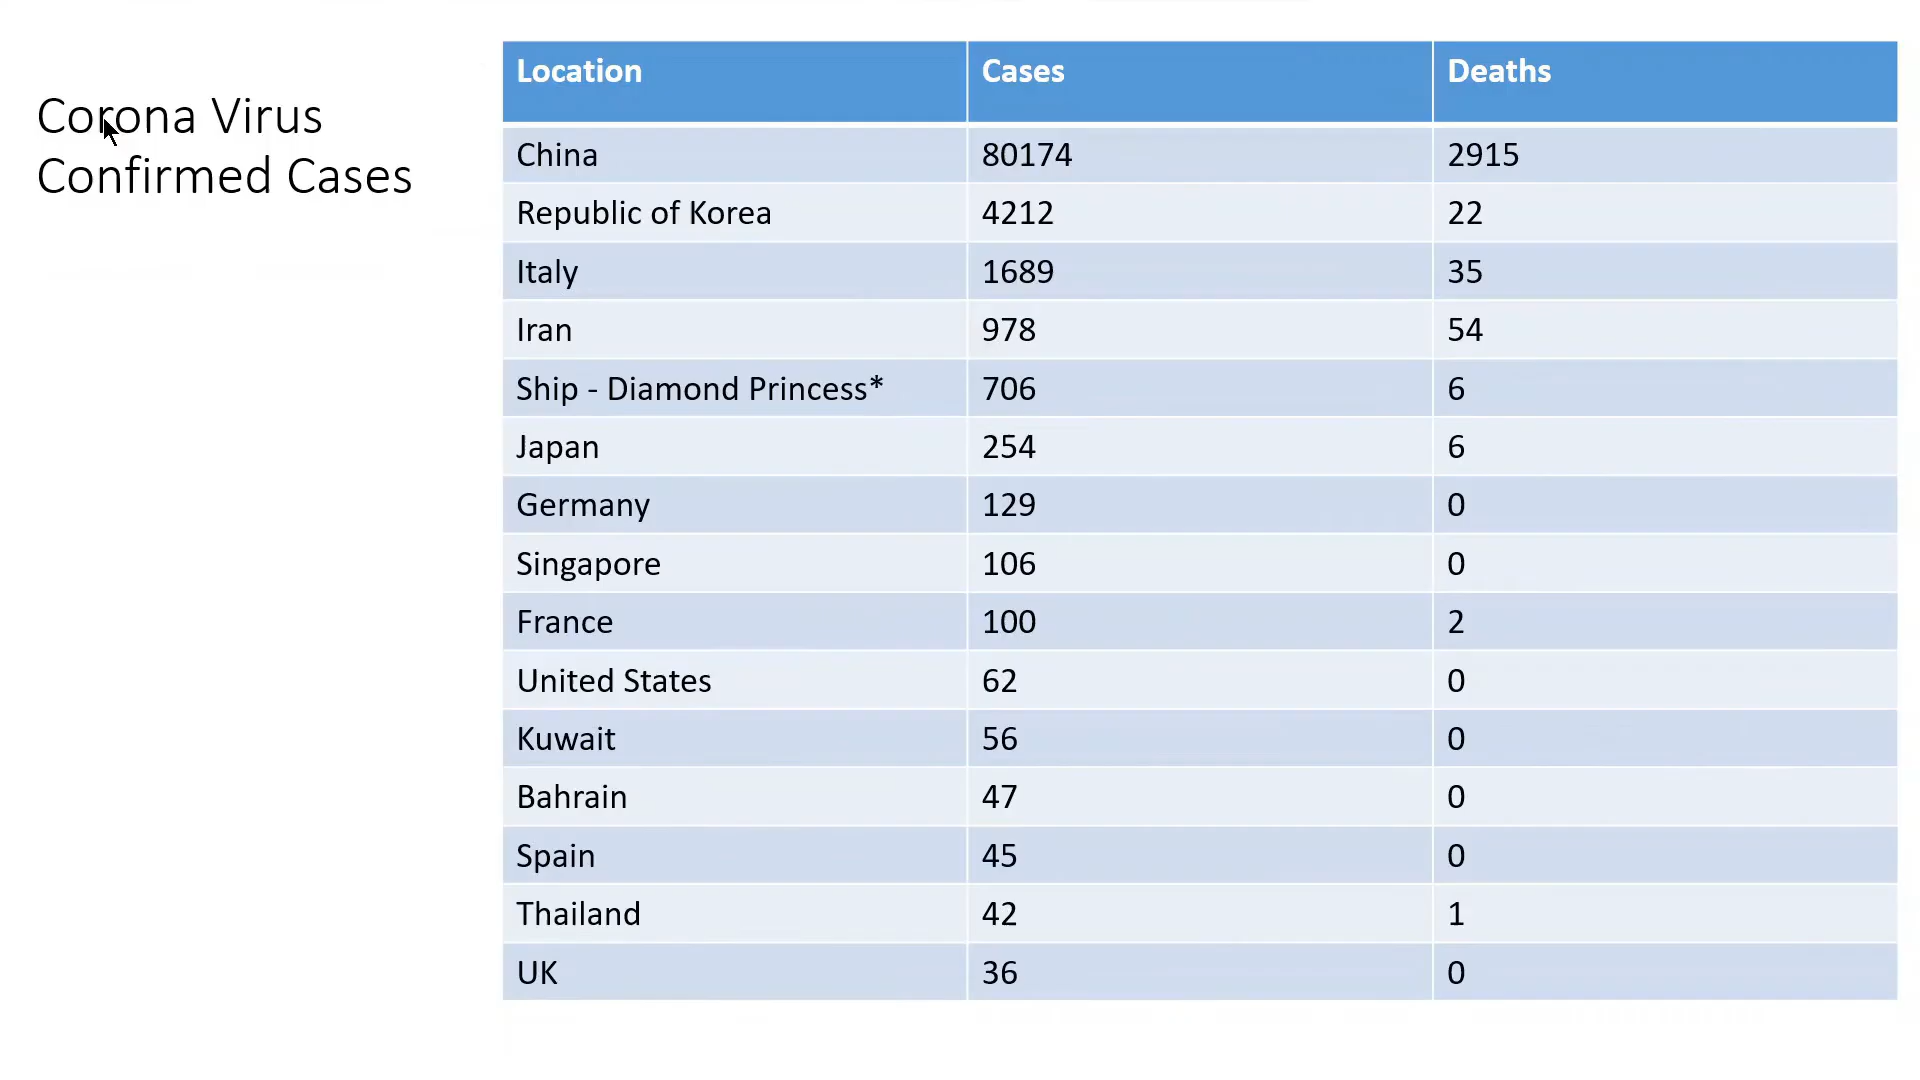 Corona Virus
Confirmed Cases
Location Cases Deaths
China 80174 2915
Republic of Korea 4212 22
Italy 1689 35
Iran 978 54
Ship - Diamond Princess* 706 6
Japan 254 6
Germany 129 0
Singapore 106 0
France 100 2
United States 62 0
Kuwait 56 0
Bahrain 47 0
Spain 45 0
Thailand 42 1
UK 36 0